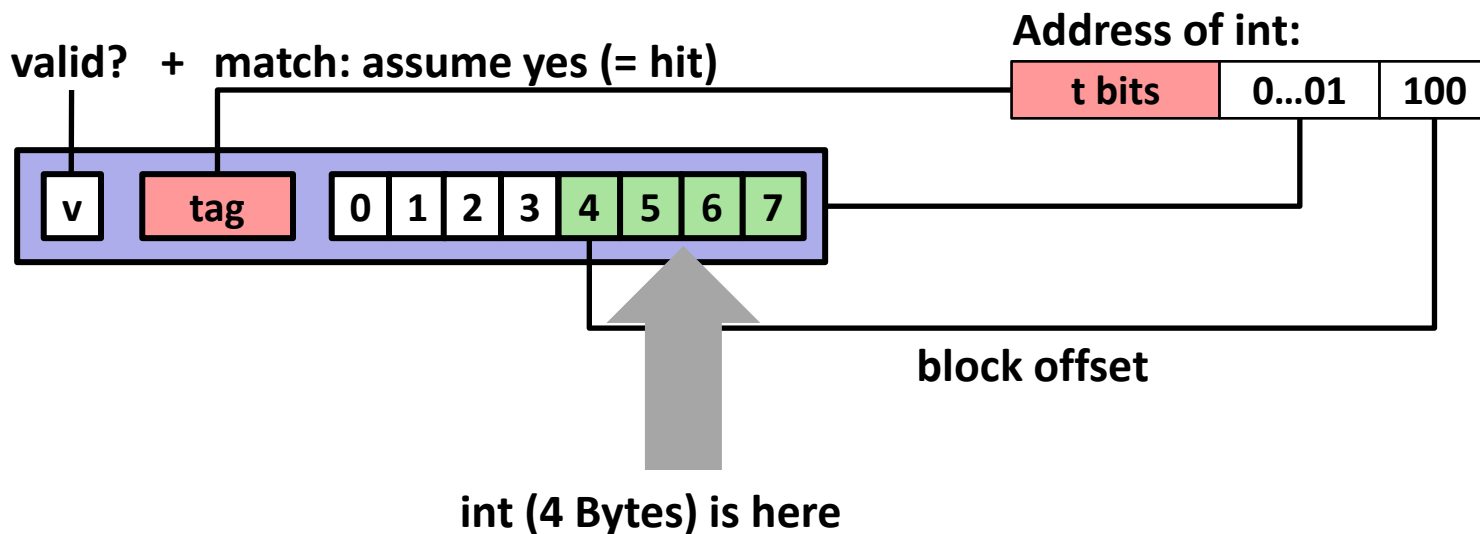 Address of int:
valid? + match: assume yes (= hit)
t bits 0...01 100
v tag 0 1 2 3 4 5 6 7
block offset
int (4 Bytes) is here